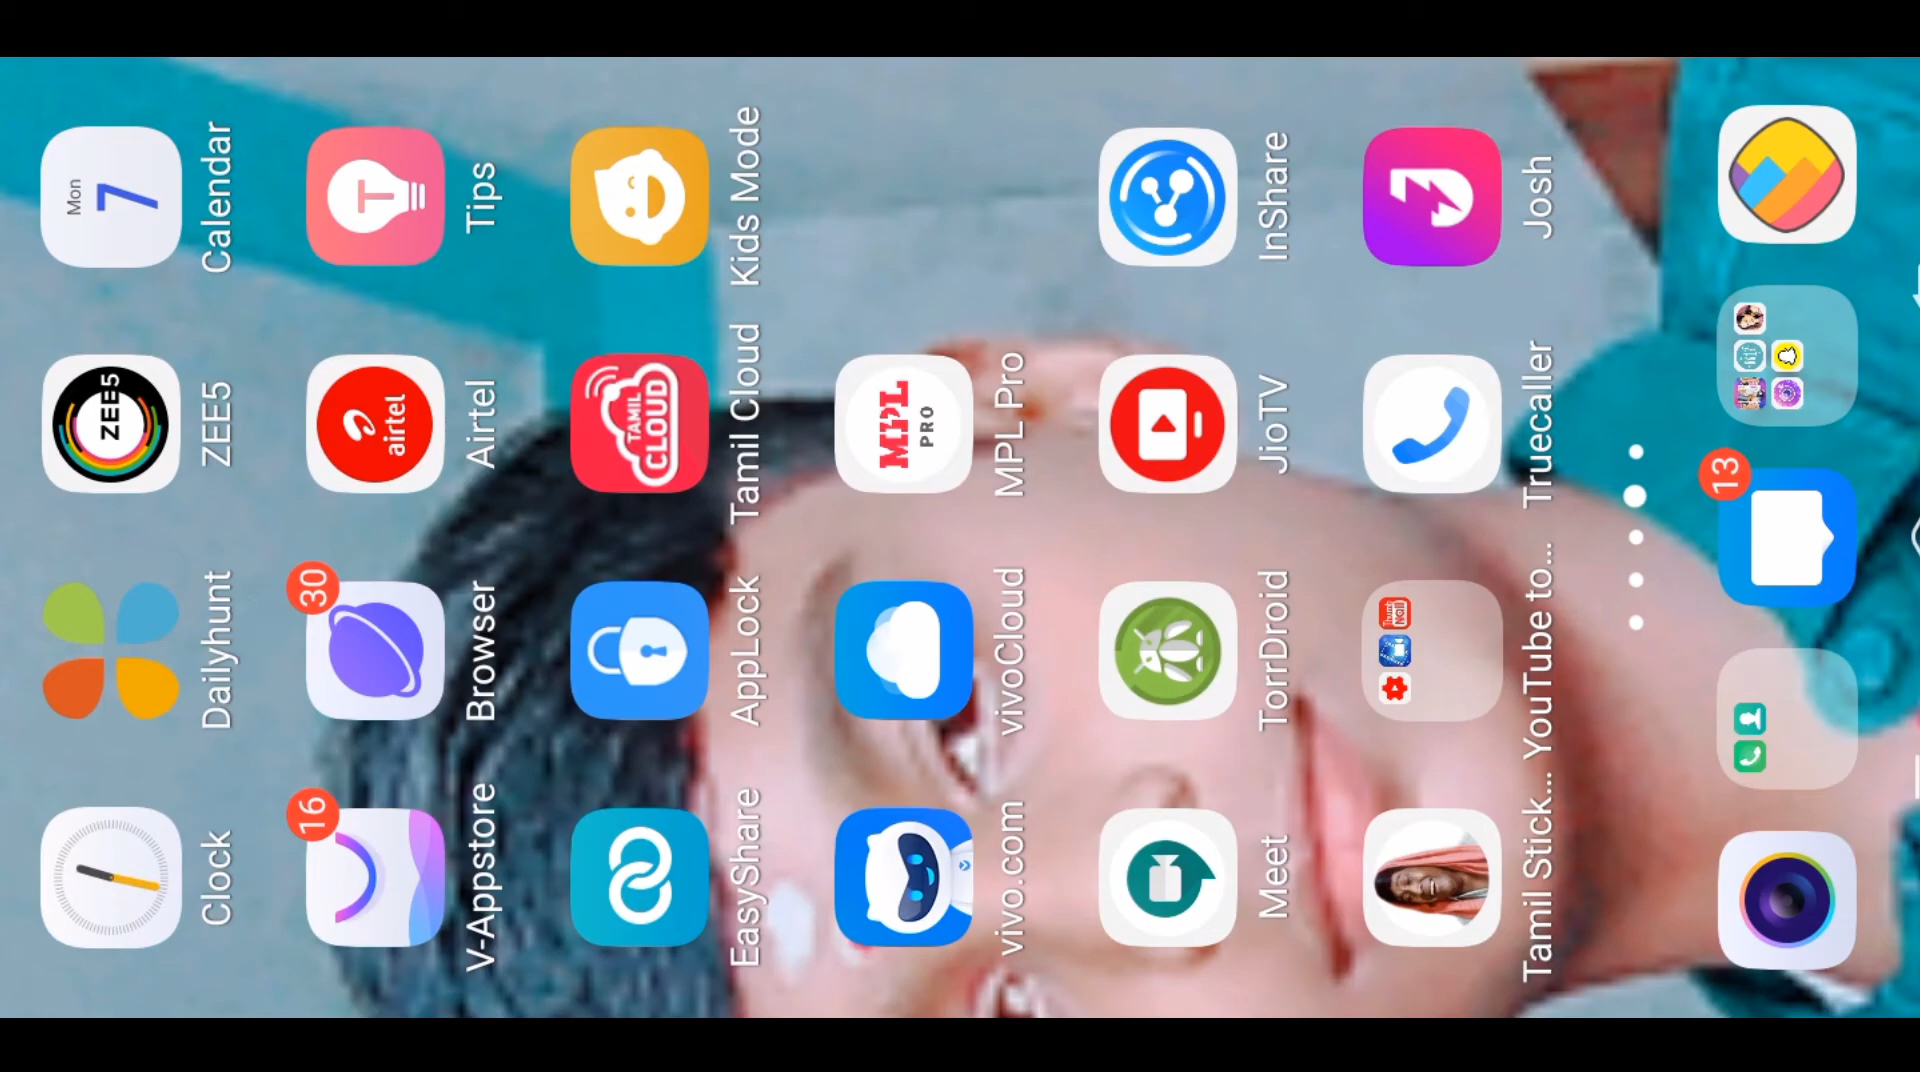 ZEE5
Mon
7
Clock Dailyhunt ZEE5 Calendar
16 30
airtel T
V-Appstore Browser Airtel Tips
TAMIL
CLOUD
EasyShare AppLock Tamil Cloud Kids Mode
MPL
PRO
vivo.com vivoCloud MPL Pro
Meet TorrDroid JioTV InShare
Tamil Stick... YouTube to... Truecaller Josh
13